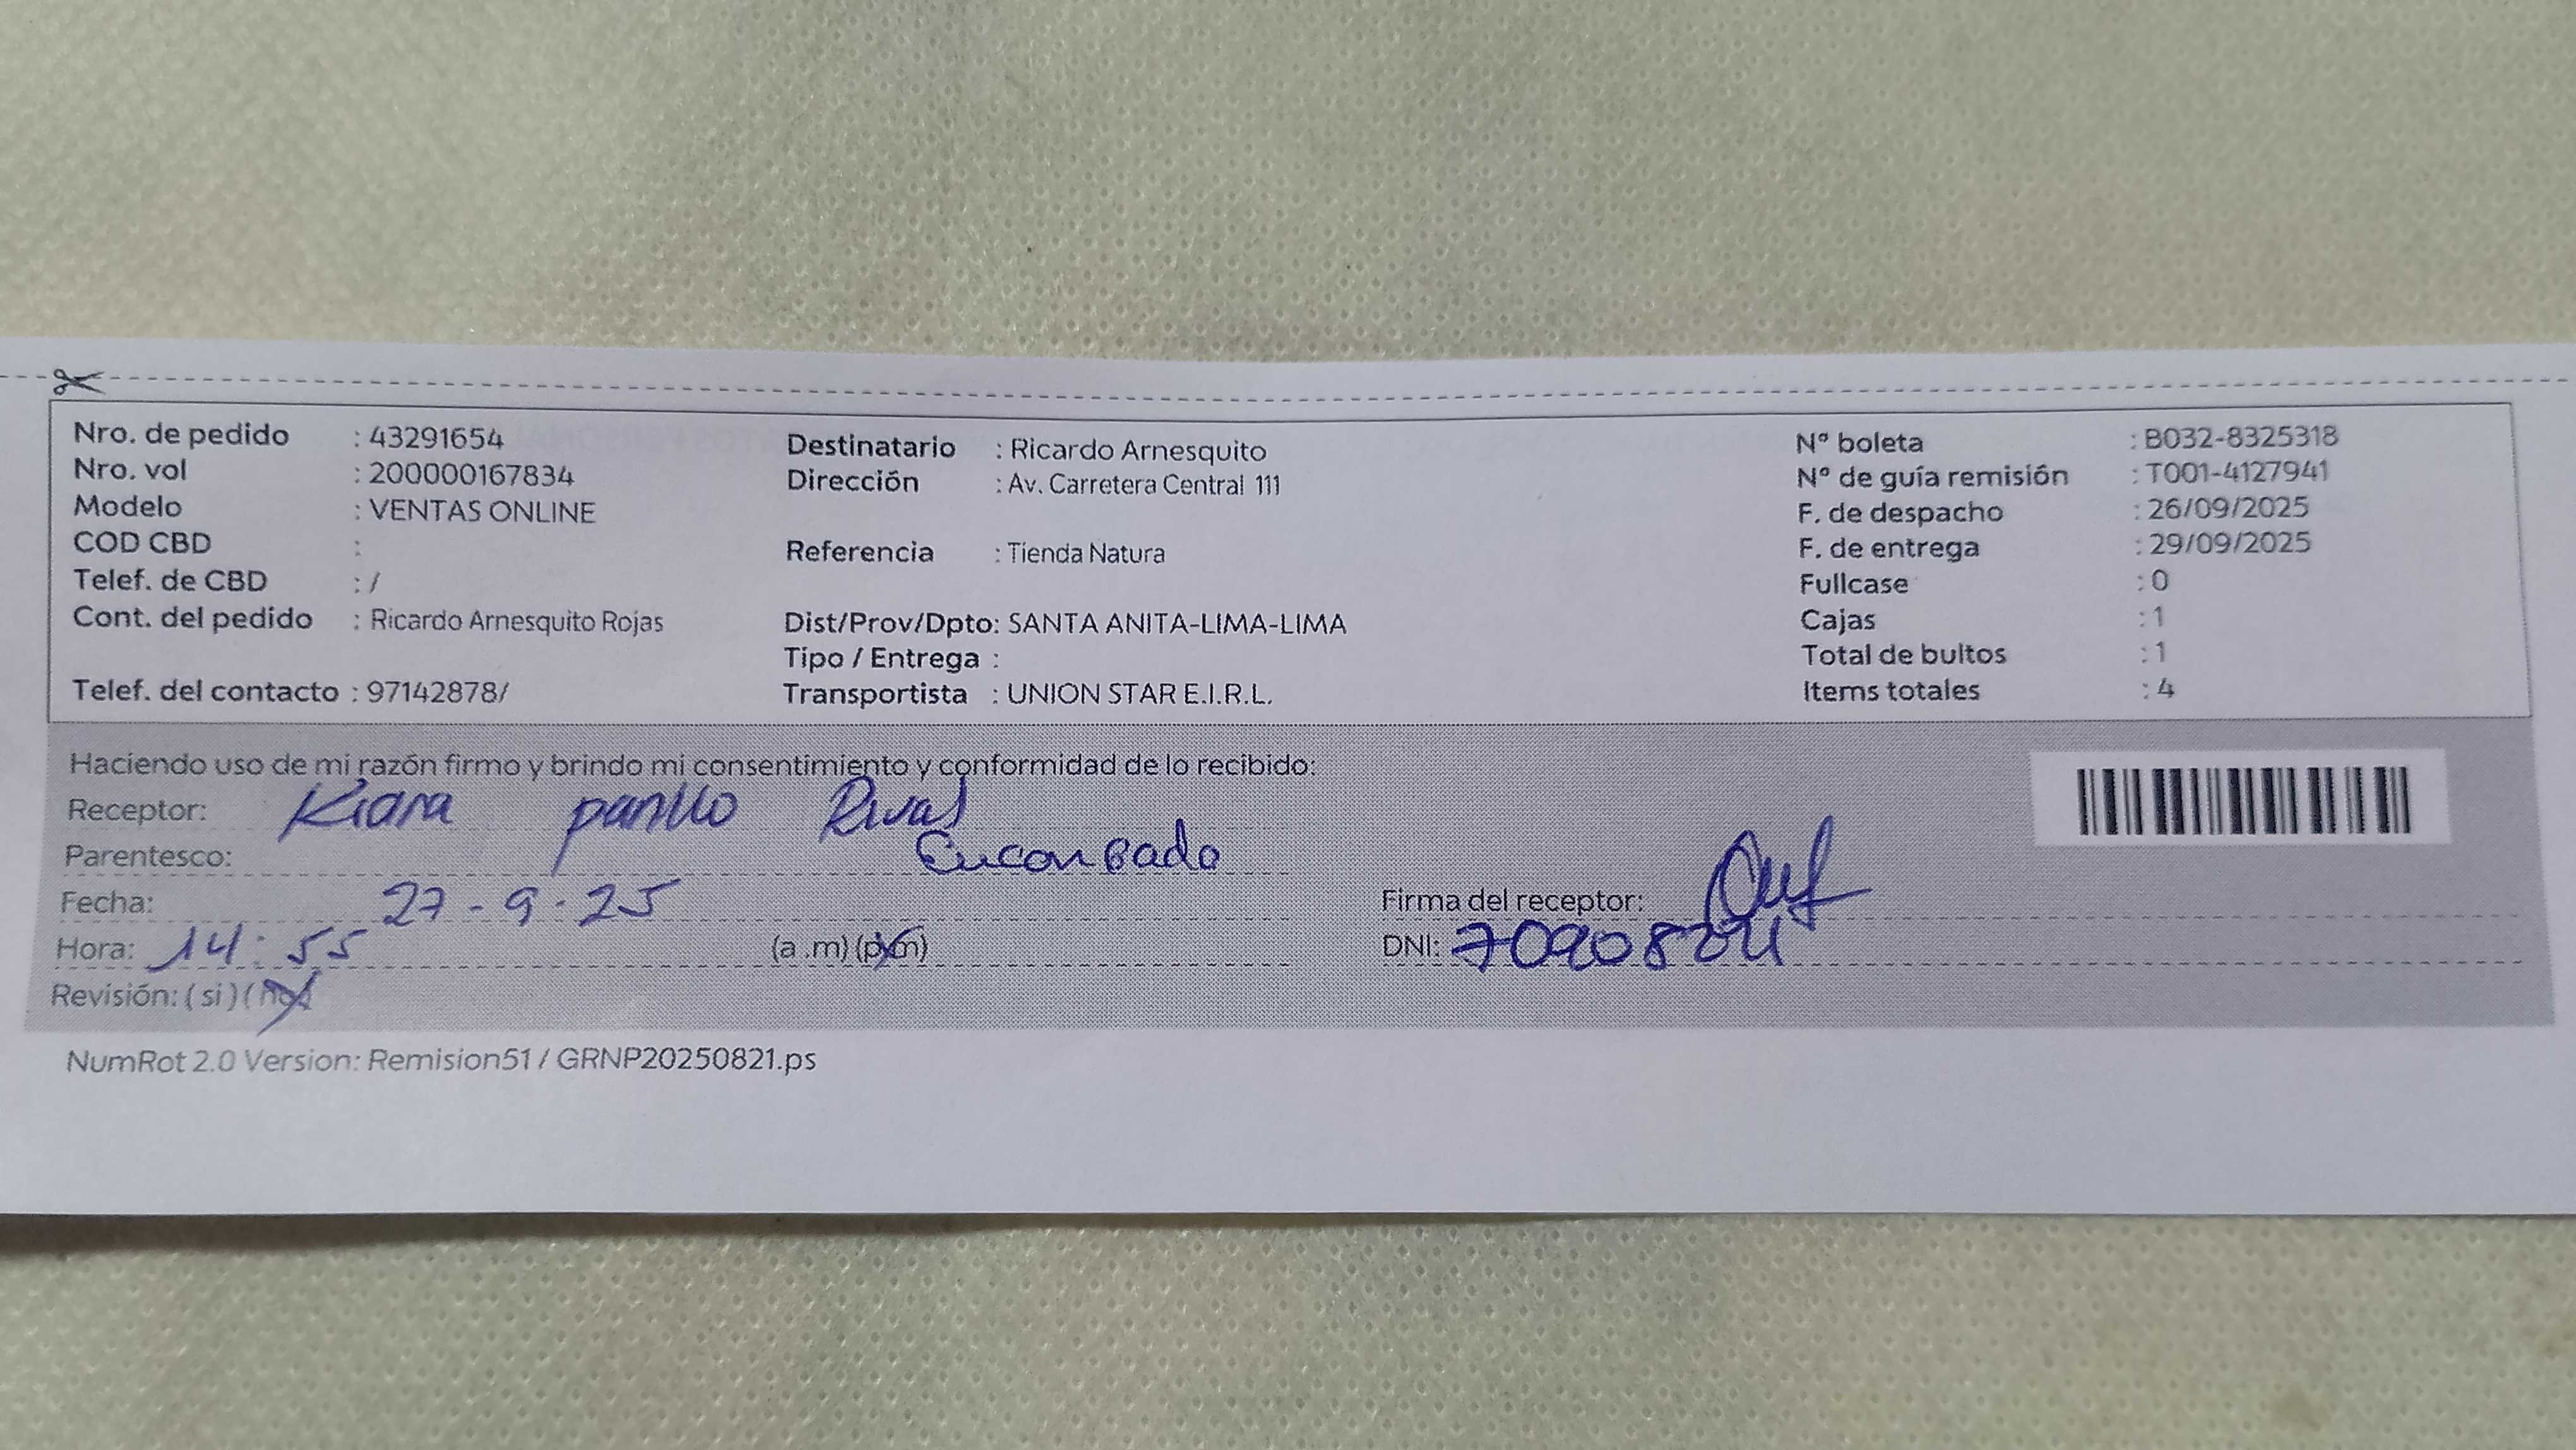 Nro. de pedido : 43291654
Nro. vol : 200000167834
Modelo : VENTAS ONLINE
COD CBD :
Telef. de CBD : /
Cont. del pedido : Ricardo Arnesquito Rojas
Telef. del contacto : 97142878/
Destinatario : Ricardo Arnesquito
Dirección : Av. Carretera Central 111
Referencia : Tienda Natura
Dist/Prov/Dpto: SANTA ANITA-LIMA-LIMA
Tipo / Entrega :
Transportista : UNION STAR E.I.R.L.
Nº boleta : B032-8325318
Nº de guía remisión : T001-4127941
F. de despacho : 26/09/2025
F. de entrega : 29/09/2025
Fullcase : 0
Cajas : 1
Total de bultos : 1
Items totales : 4
Haciendo uso de mi razón firmo y brindo mi consentimiento y conformidad de lo recibido:
Receptor: Kiara Rivas
Parentesco: Encargado
Fecha: 27-9-25
Hora: 14:55 (a .m) (p.m)
Revisión: ( si ) ( no )
Firma del receptor:
DNI:
NumRot 2.0 Version: Remision51 / GRNP20250821.ps